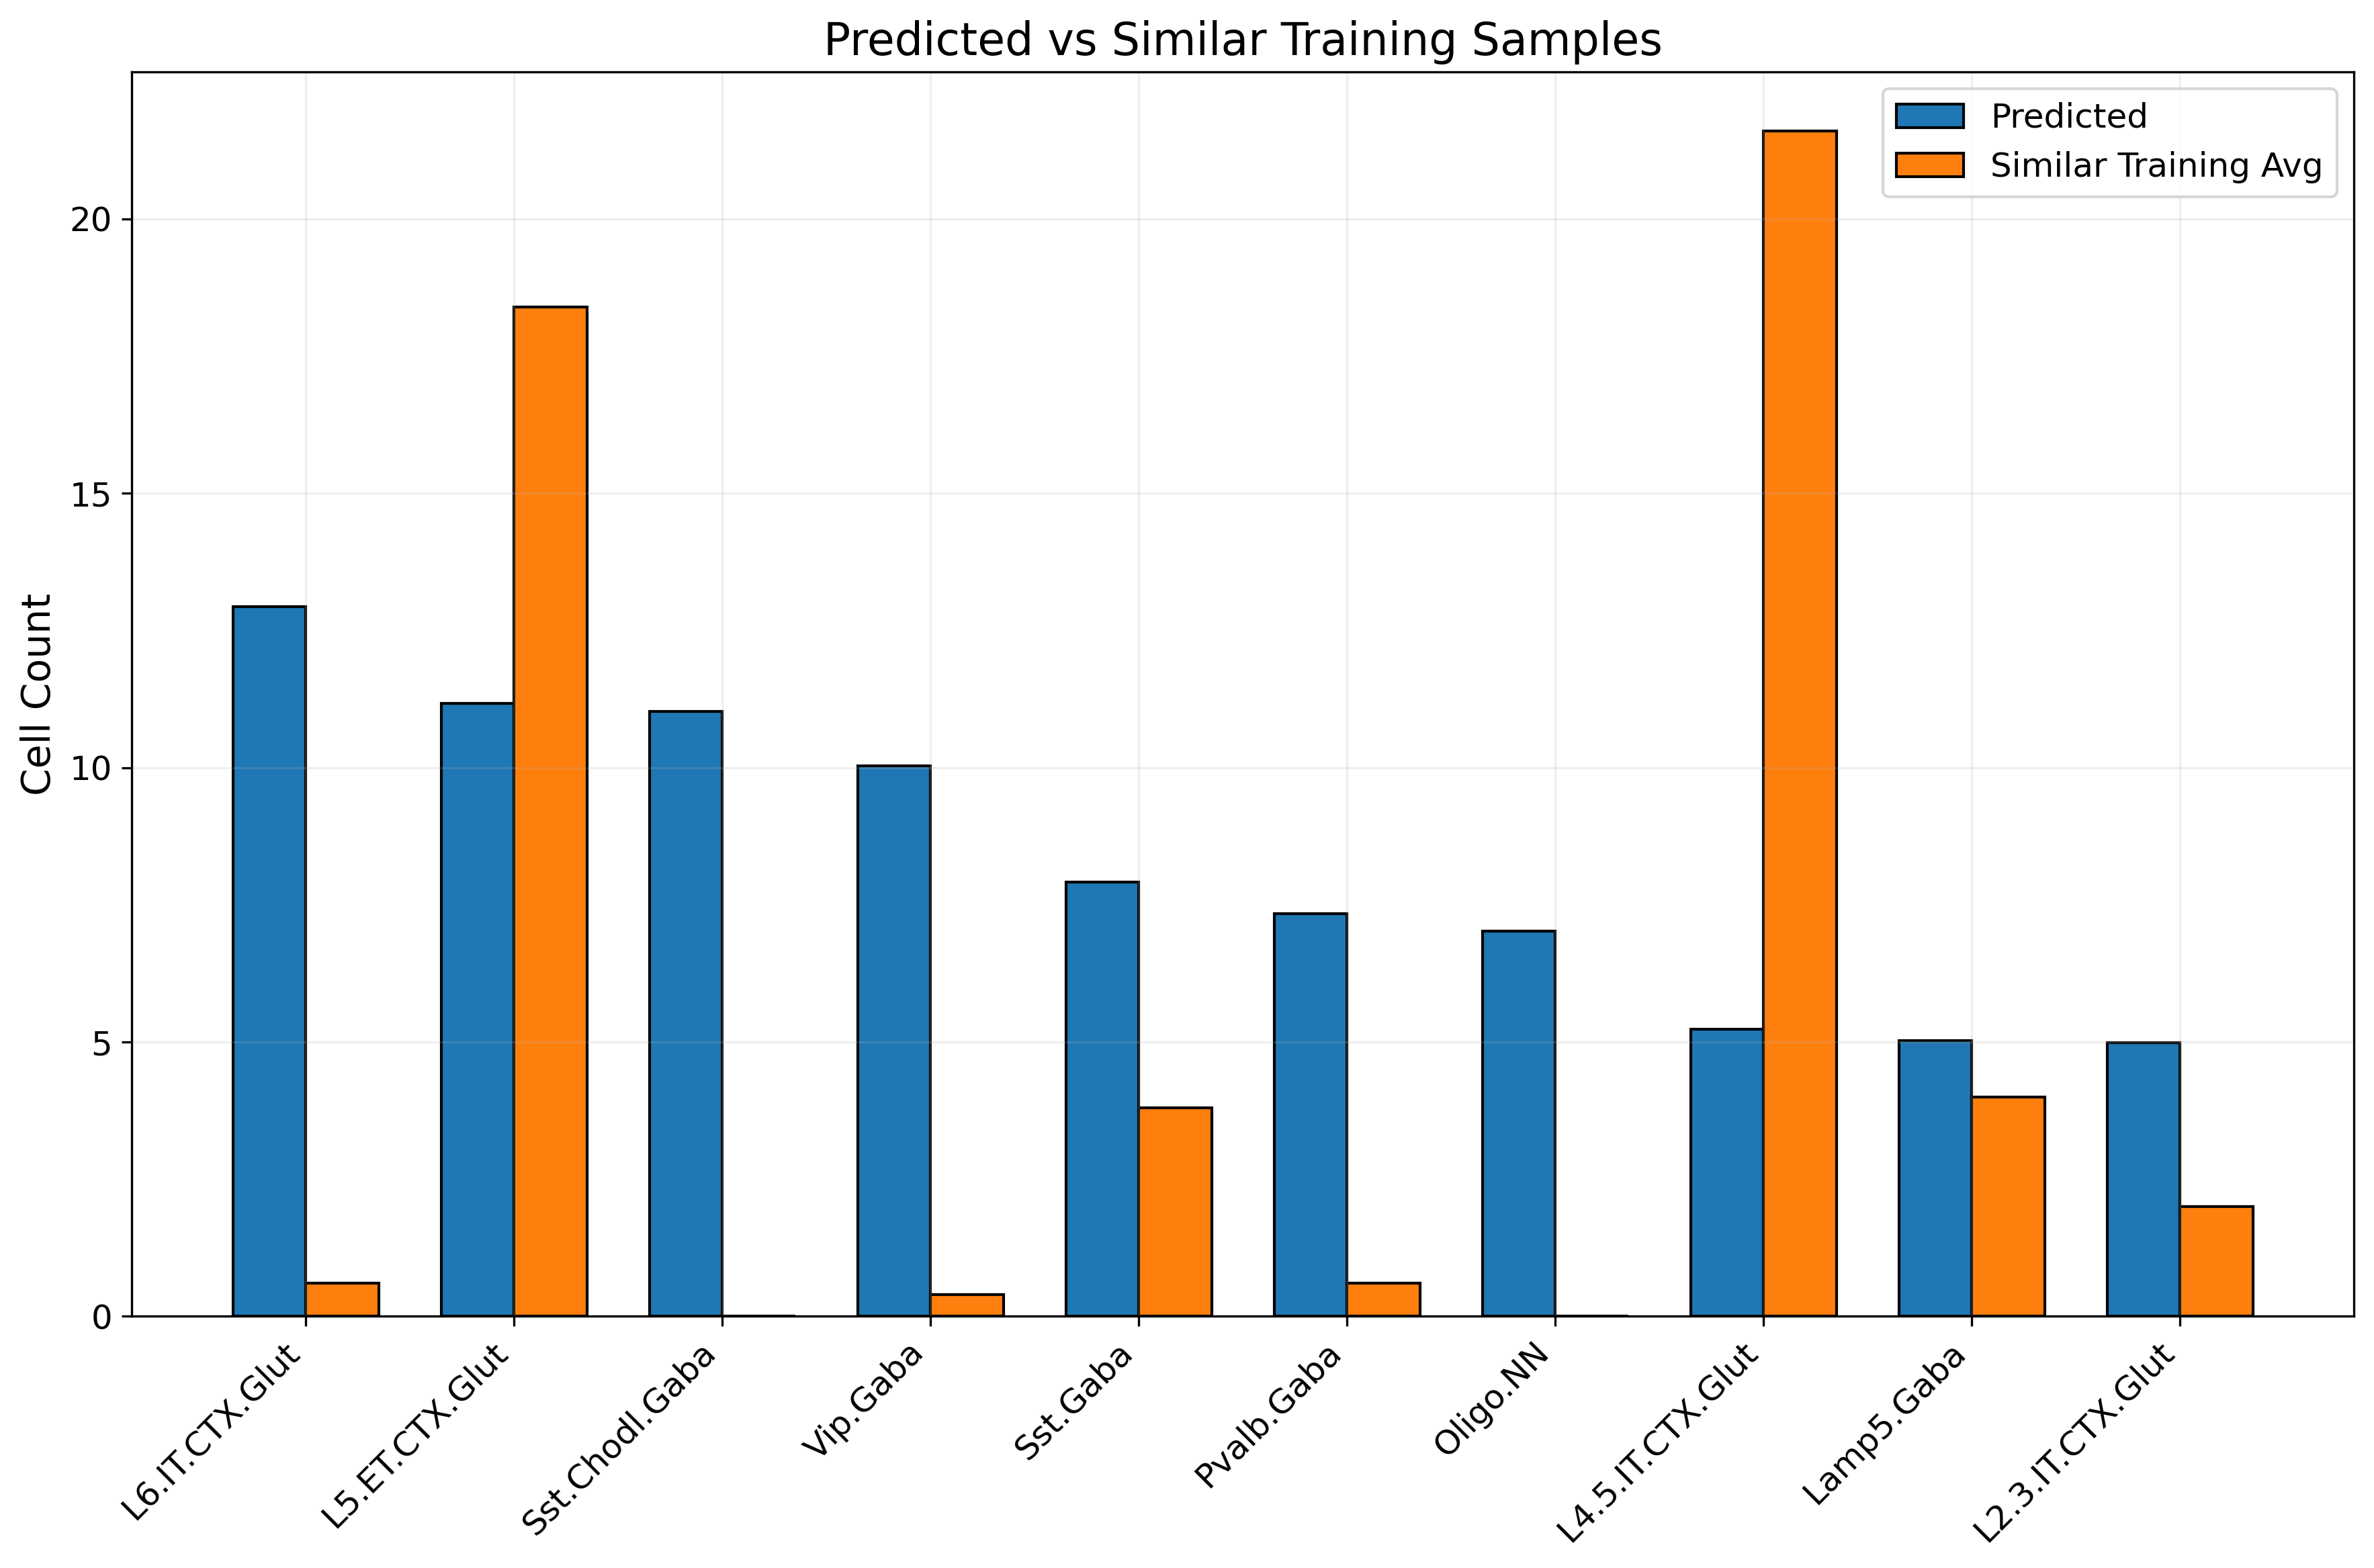 Predicted vs Similar Training Samples
Predicted
Similar Training Avg
Cell Count
20
15
10
5
0
L6.IT.CTX.Glut
L5.ET.CTX.Glut
Sst.Chodl.Gaba
Vip.Gaba
Sst.Gaba
Pvalb.Gaba
Oligo.NN
L4.5.IT.CTX.Glut
Lamp5.Gaba
L2.3.IT.CTX.Glut